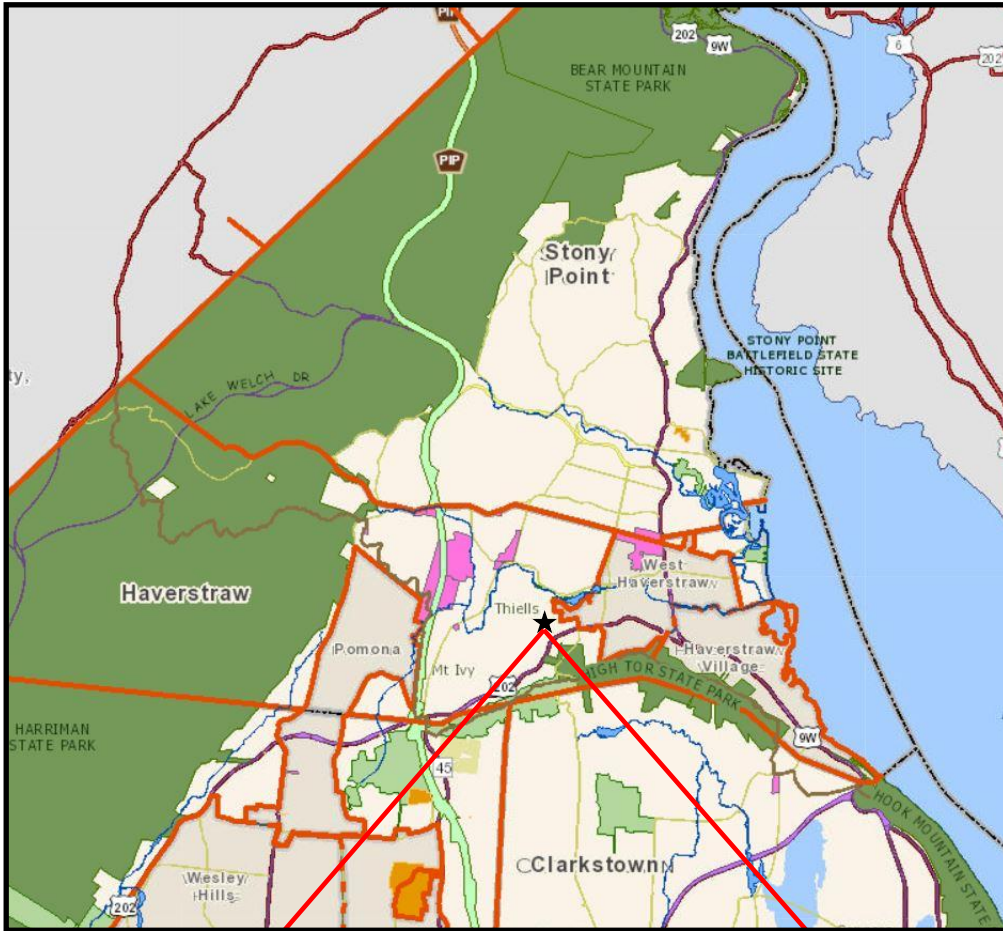 PI
202
9W
6
202
BEAR MOUNTAIN
STATE PARK
PIP
Stony
Point
STONY POINT
BATTLEFIELD STATE
HISTORIC SITE
ty,
LAKE WELCH DR
West
Haverstraw
Haverstraw
Thiells
Pomona
Haverstraw
Village
Mt Ivy
HIGH TOR STATE PARK
202
HARRIMAN
STATE PARK
9W
45
HOOK MOUNTAIN STATE
Clarkstown
Wesley
Hills
202